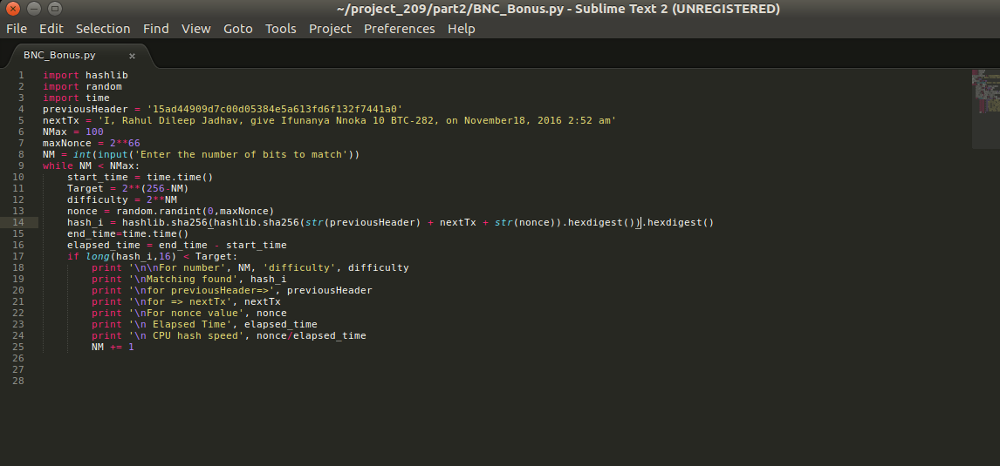 ~/project_209/part2/BNC_Bonus.py - Sublime Text 2 (UNREGISTERED)
File Edit Selection Find View Goto Tools Project Preferences Help
BNC_Bonus.py ×
1 import hashlib
2 import random
3 import time
4 previousHeader = '15ad44909d7c00d05384e5a613fd6f132f7441a0'
5 nextTx = 'I, Rahul Dileep Jadhav, give Ifunanya Nnoka 10 BTC-282, on November18, 2016 2:52 am'
6 NMax = 100
7 maxNonce = 2**66
8 NM = int(input('Enter the number of bits to match'))
9 while NM < NMax:
10     start_time = time.time()
11     Target = 2**(256-NM)
12     difficulty = 2**NM
13     nonce = random.randint(0,maxNonce)
14     hash_i = hashlib.sha256(hashlib.sha256(str(previousHeader) + nextTx + str(nonce)).hexdigest()).hexdigest()
15     end_time=time.time()
16     elapsed_time = end_time - start_time
17     if long(hash_i,16) < Target:
18         print '\n\nFor number', NM, 'difficulty', difficulty
19         print '\nMatching found', hash_i
20         print '\nfor previousHeader=>', previousHeader
21         print '\nfor => nextTx', nextTx
22         print '\nFor nonce value', nonce
23         print '\n Elapsed Time', elapsed_time
24         print '\n CPU hash speed', nonce/elapsed_time
25         NM += 1
26
27
28